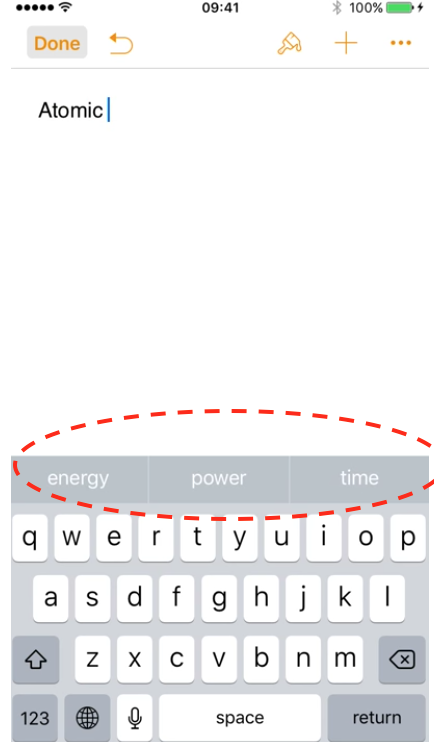 09:41 100%
Done
Atomic
energy power time
q w e r t y u i o p
a s d f g h j k l
z x c v b n m
123 space return